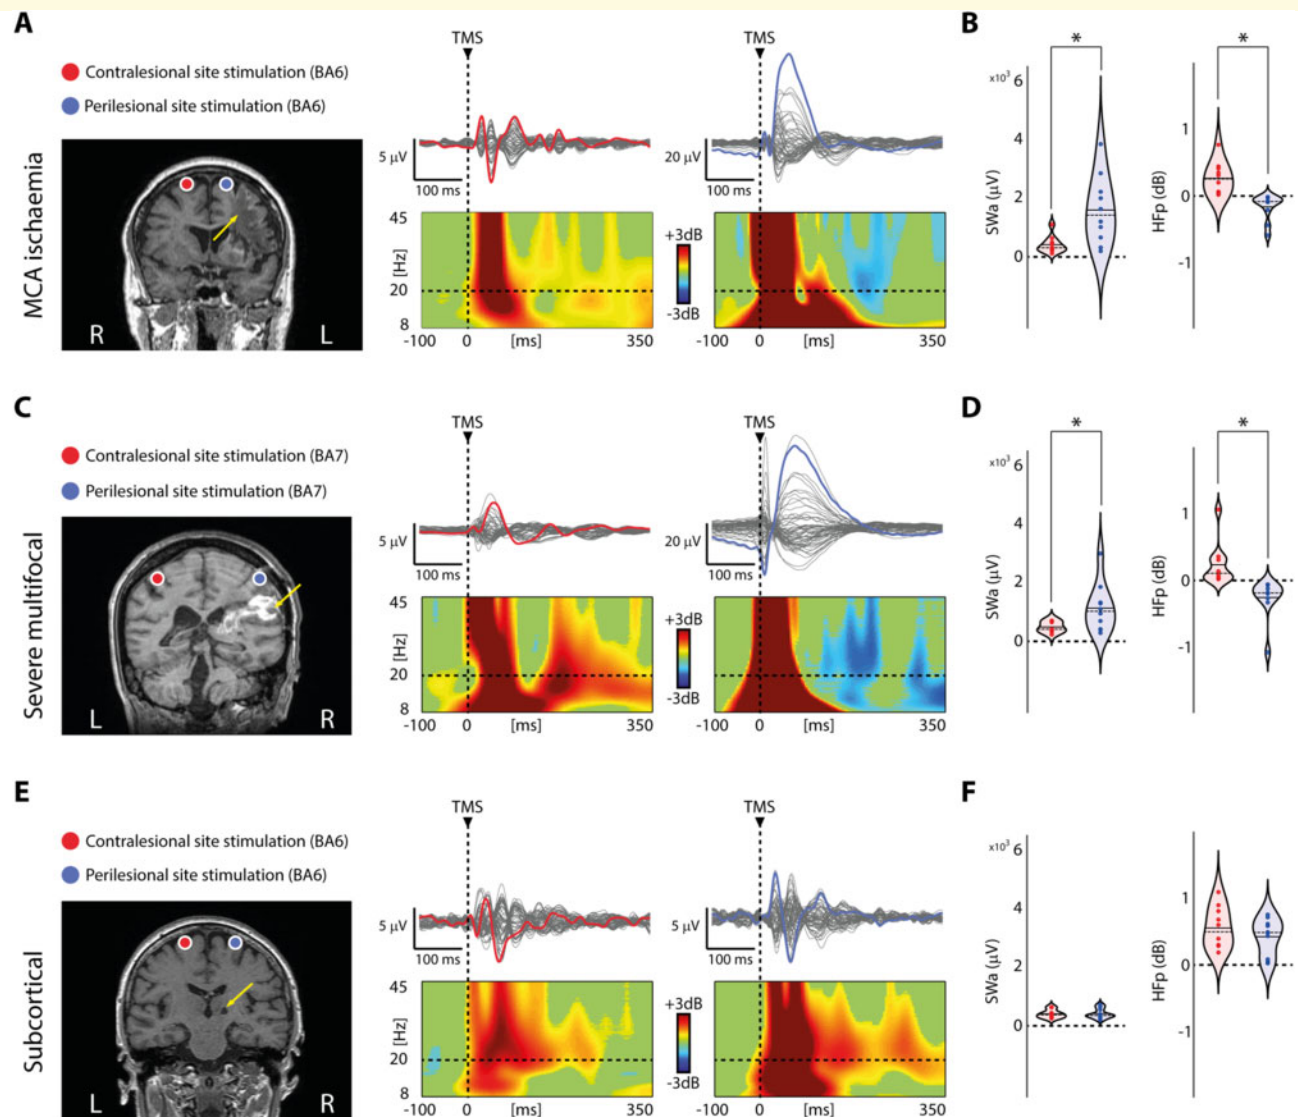 A
MCA ischaemia
Contralesional site stimulation (BA6)
Perilesional site stimulation (BA6)
R L
TMS
5 µV
100 ms
45
[Hz]
20
8
-100 0 [ms] 350
TMS
20 µV
100 ms
+3dB
-3dB
-100 0 [ms] 350
B
*
x10³
6
4
2
0
SWa (µV)
*
1
0
-1
HFp (dB)
C
Severe multifocal
Contralesional site stimulation (BA7)
Perilesional site stimulation (BA7)
L R
TMS
5 µV
100 ms
45
[Hz]
20
8
-100 0 [ms] 350
TMS
20 µV
100 ms
+3dB
-3dB
-100 0 [ms] 350
D
*
x10³
6
4
2
0
SWa (µV)
*
1
0
-1
HFp (dB)
E
Subcortical
Contralesional site stimulation (BA6)
Perilesional site stimulation (BA6)
L R
TMS
5 µV
100 ms
45
[Hz]
20
8
-100 0 [ms] 350
TMS
5 µV
100 ms
+3dB
-3dB
-100 0 [ms] 350
F
x10³
6
4
2
0
SWa (µV)
1
0
-1
HFp (dB)